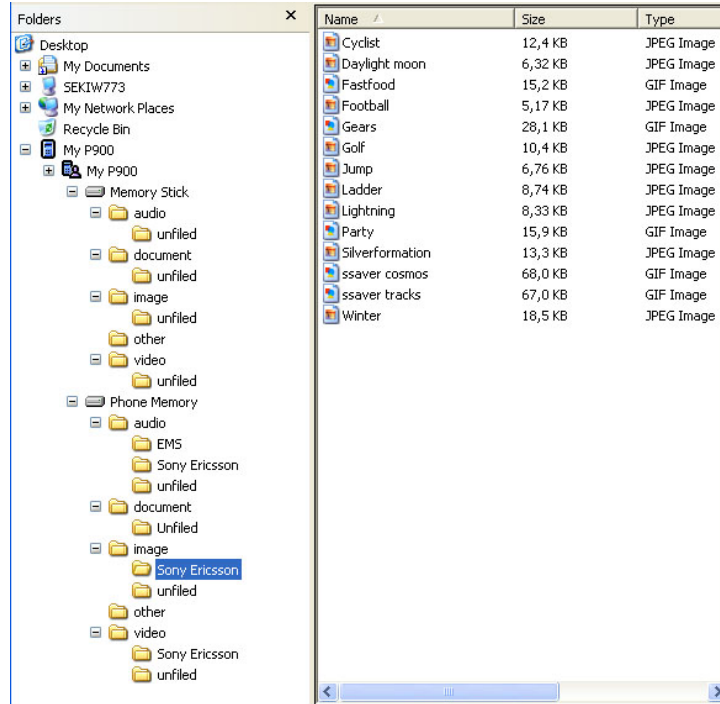 Folders
Desktop
My Documents
SEKIW773
My Network Places
Recycle Bin
My P900
My P900
Memory Stick
audio
unfiled
document
unfiled
image
unfiled
other
video
unfiled
Phone Memory
audio
EMS
Sony Ericsson
unfiled
document
Unfiled
image
Sony Ericsson
unfiled
other
video
Sony Ericsson
unfiled
Name Size Type
Cyclist 12,4 KB JPEG Image
Daylight moon 6,32 KB JPEG Image
Fastfood 15,2 KB GIF Image
Football 5,17 KB JPEG Image
Gears 28,1 KB GIF Image
Golf 10,4 KB JPEG Image
Jump 6,76 KB JPEG Image
Ladder 8,74 KB JPEG Image
Lightning 8,33 KB JPEG Image
Party 15,9 KB GIF Image
Silverformation 13,3 KB JPEG Image
ssaver cosmos 68,0 KB GIF Image
ssaver tracks 67,0 KB GIF Image
Winter 18,5 KB JPEG Image